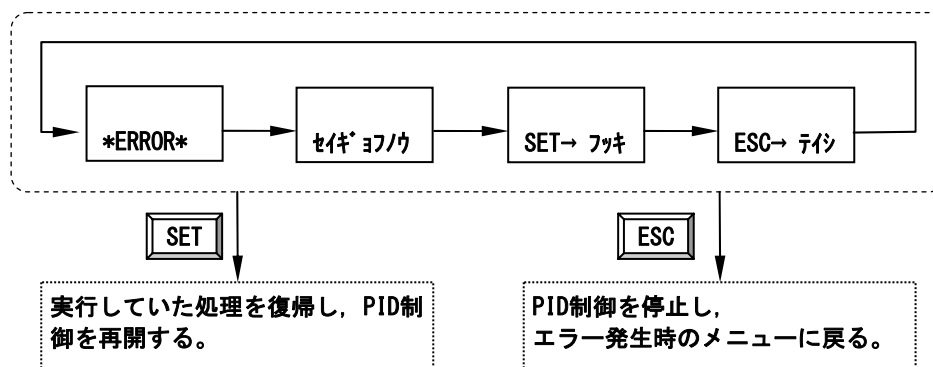 *ERROR*
ｾｲｷﾞｮﾌﾉｳ
SET→ ﾌｯｷ
ESC→ ﾃｲｼ
SET
ESC
実行していた処理を復帰し，PID制
御を再開する。
PID制御を停止し，
エラー発生時のメニューに戻る。